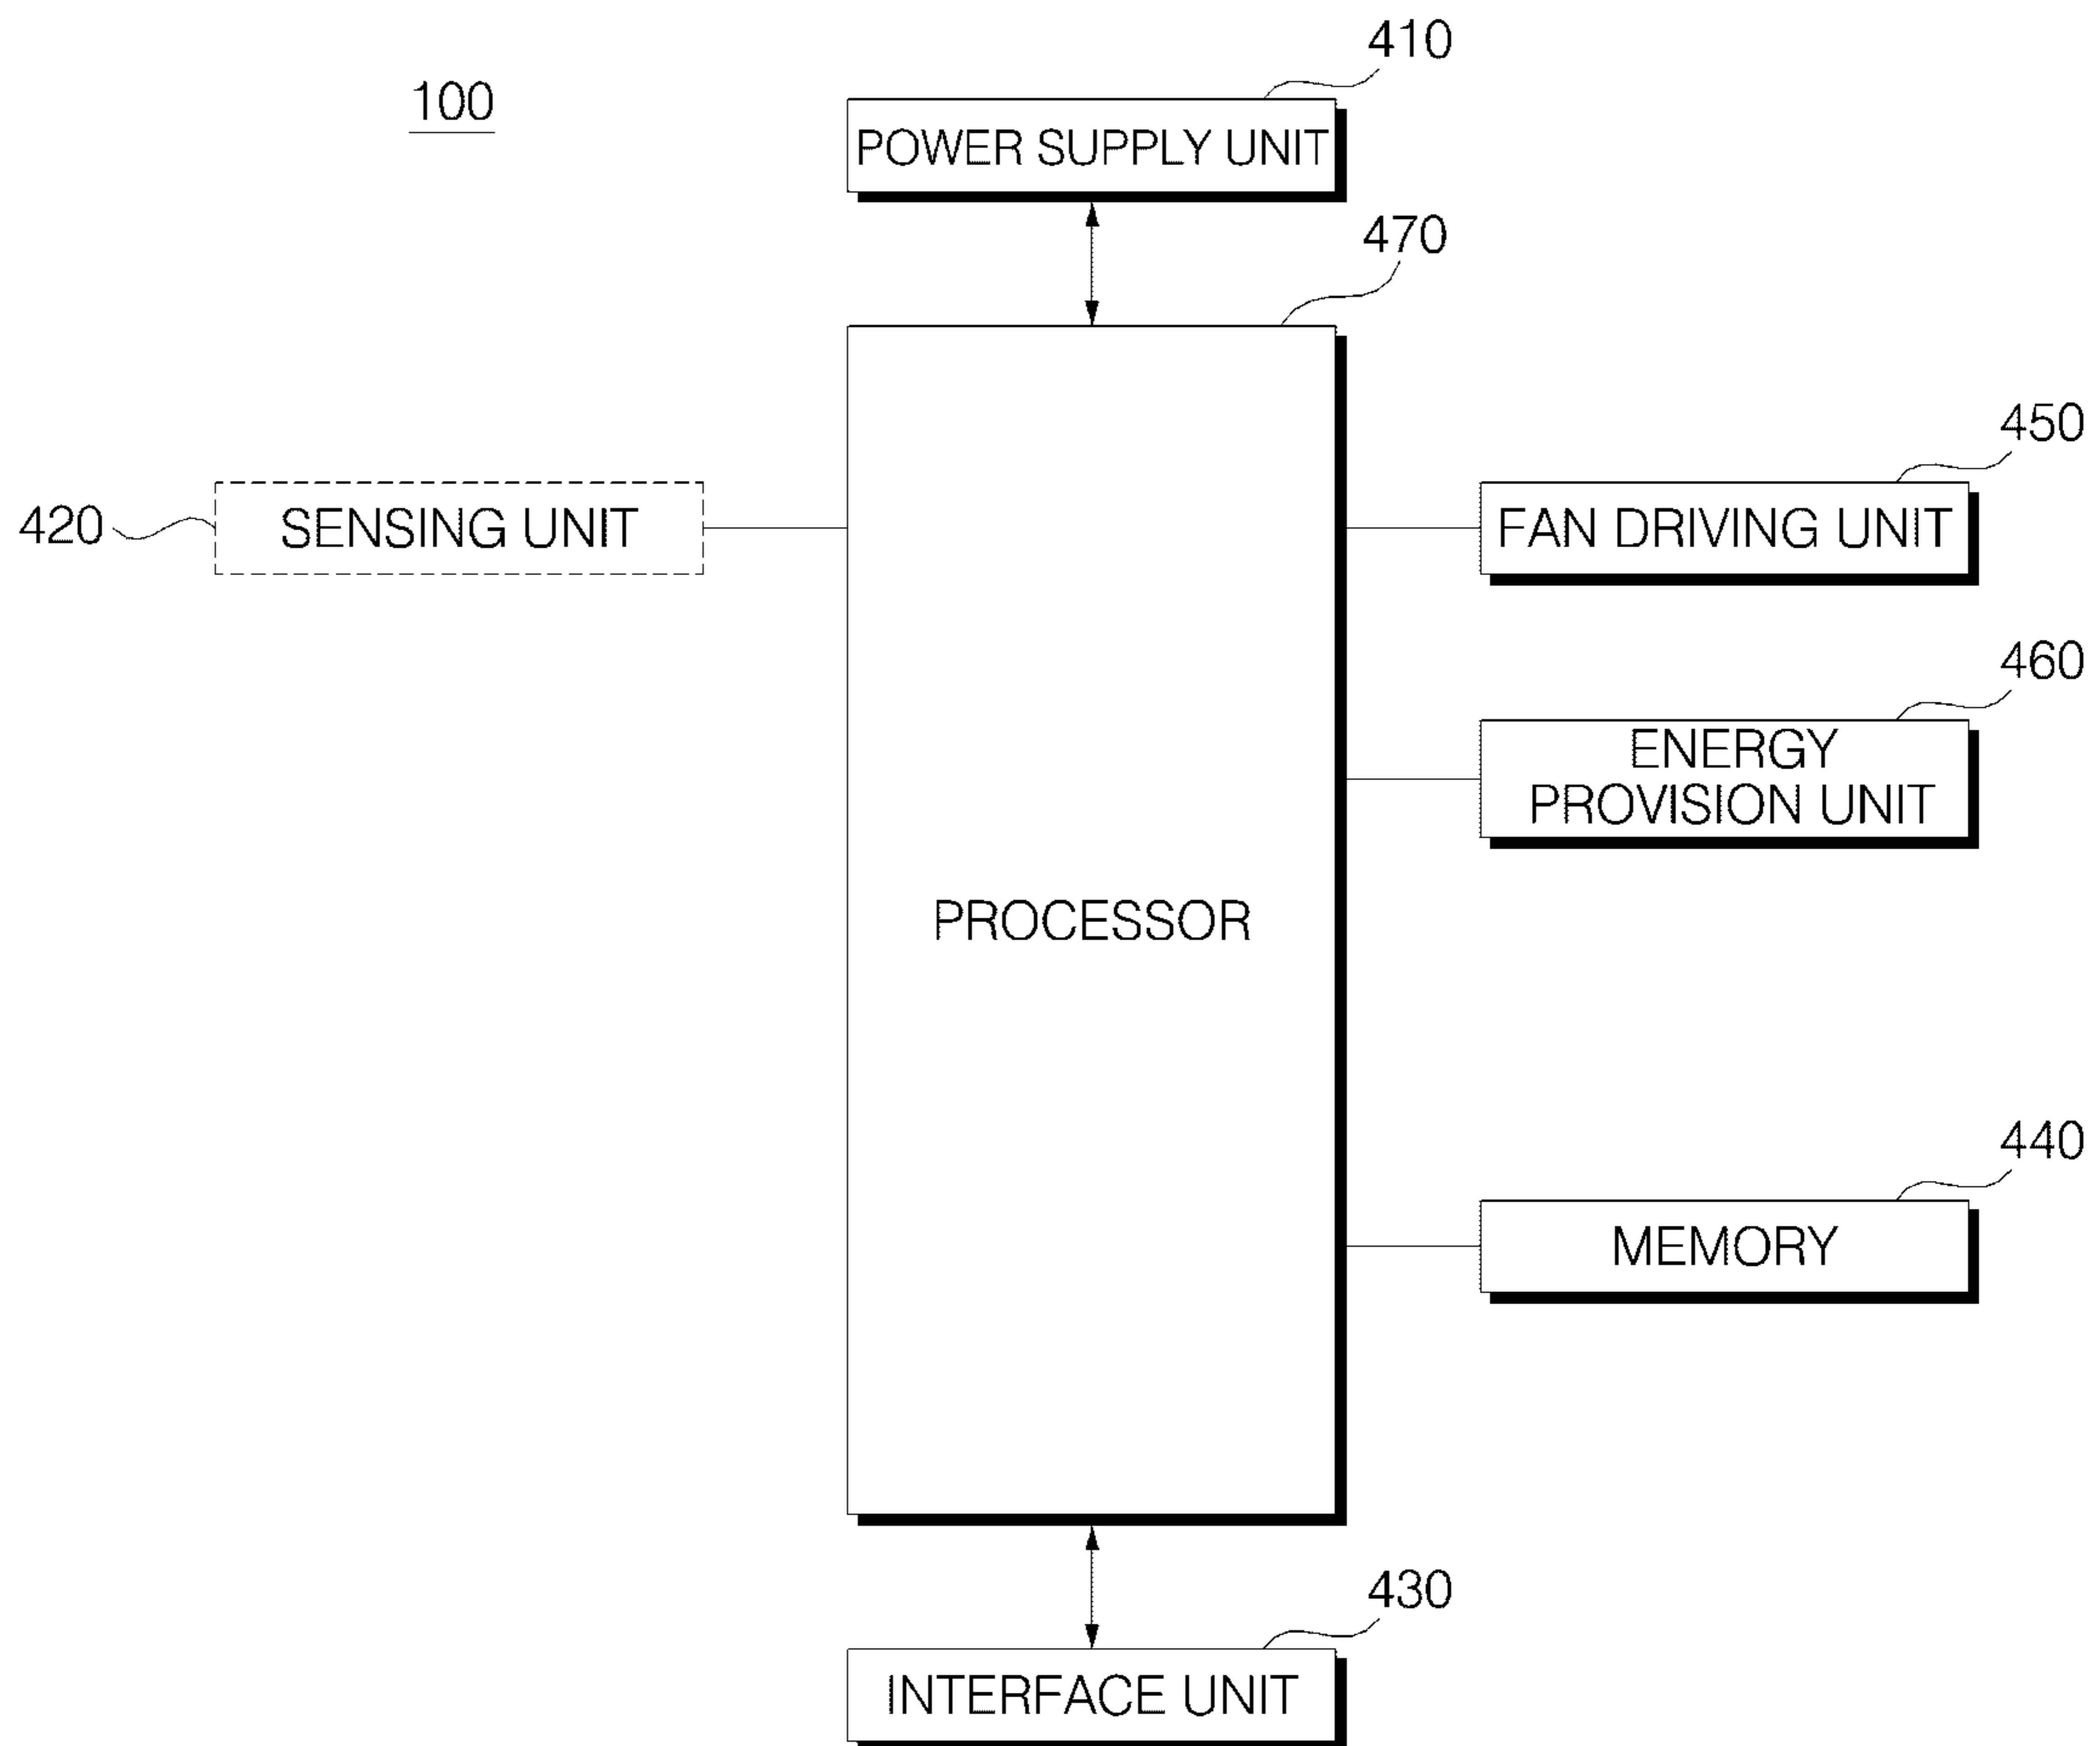 100
410
POWER SUPPLY UNIT
470
420
SENSING UNIT
450
FAN DRIVING UNIT
460
ENERGY
PROVISION UNIT
PROCESSOR
440
MEMORY
430
INTERFACE UNIT